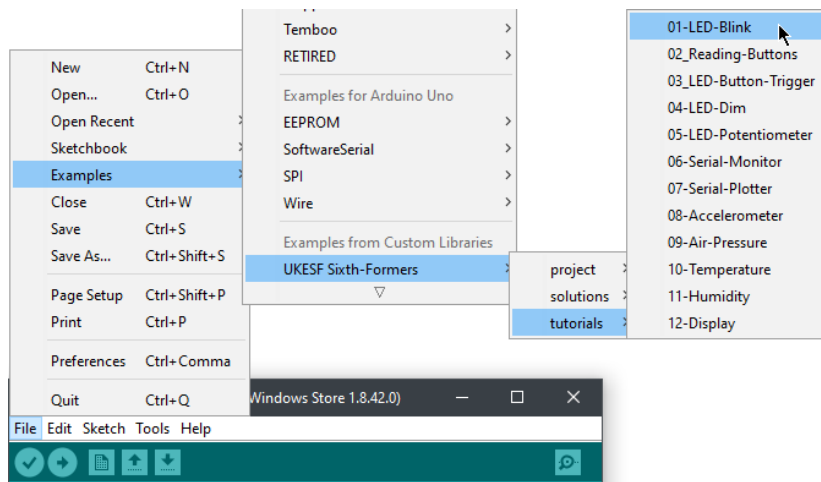 New Ctrl+N
Open... Ctrl+O
Open Recent
Sketchbook
Examples
Close Ctrl+W
Save Ctrl+S
Save As... Ctrl+Shift+S
Page Setup Ctrl+Shift+P
Print Ctrl+P
Preferences Ctrl+Comma
Quit Ctrl+Q
Temboo
RETIRED
Examples for Arduino Uno
EEPROM
SoftwareSerial
SPI
Wire
Examples from Custom Libraries
UKESF Sixth-Formers
project
solutions
tutorials
01-LED-Blink
02_Reading-Buttons
03_LED-Button-Trigger
04-LED-Dim
05-LED-Potentiometer
06-Serial-Monitor
07-Serial-Plotter
08-Accelerometer
09-Air-Pressure
10-Temperature
11-Humidity
12-Display
Windows Store 1.8.42.0)
File Edit Sketch Tools Help